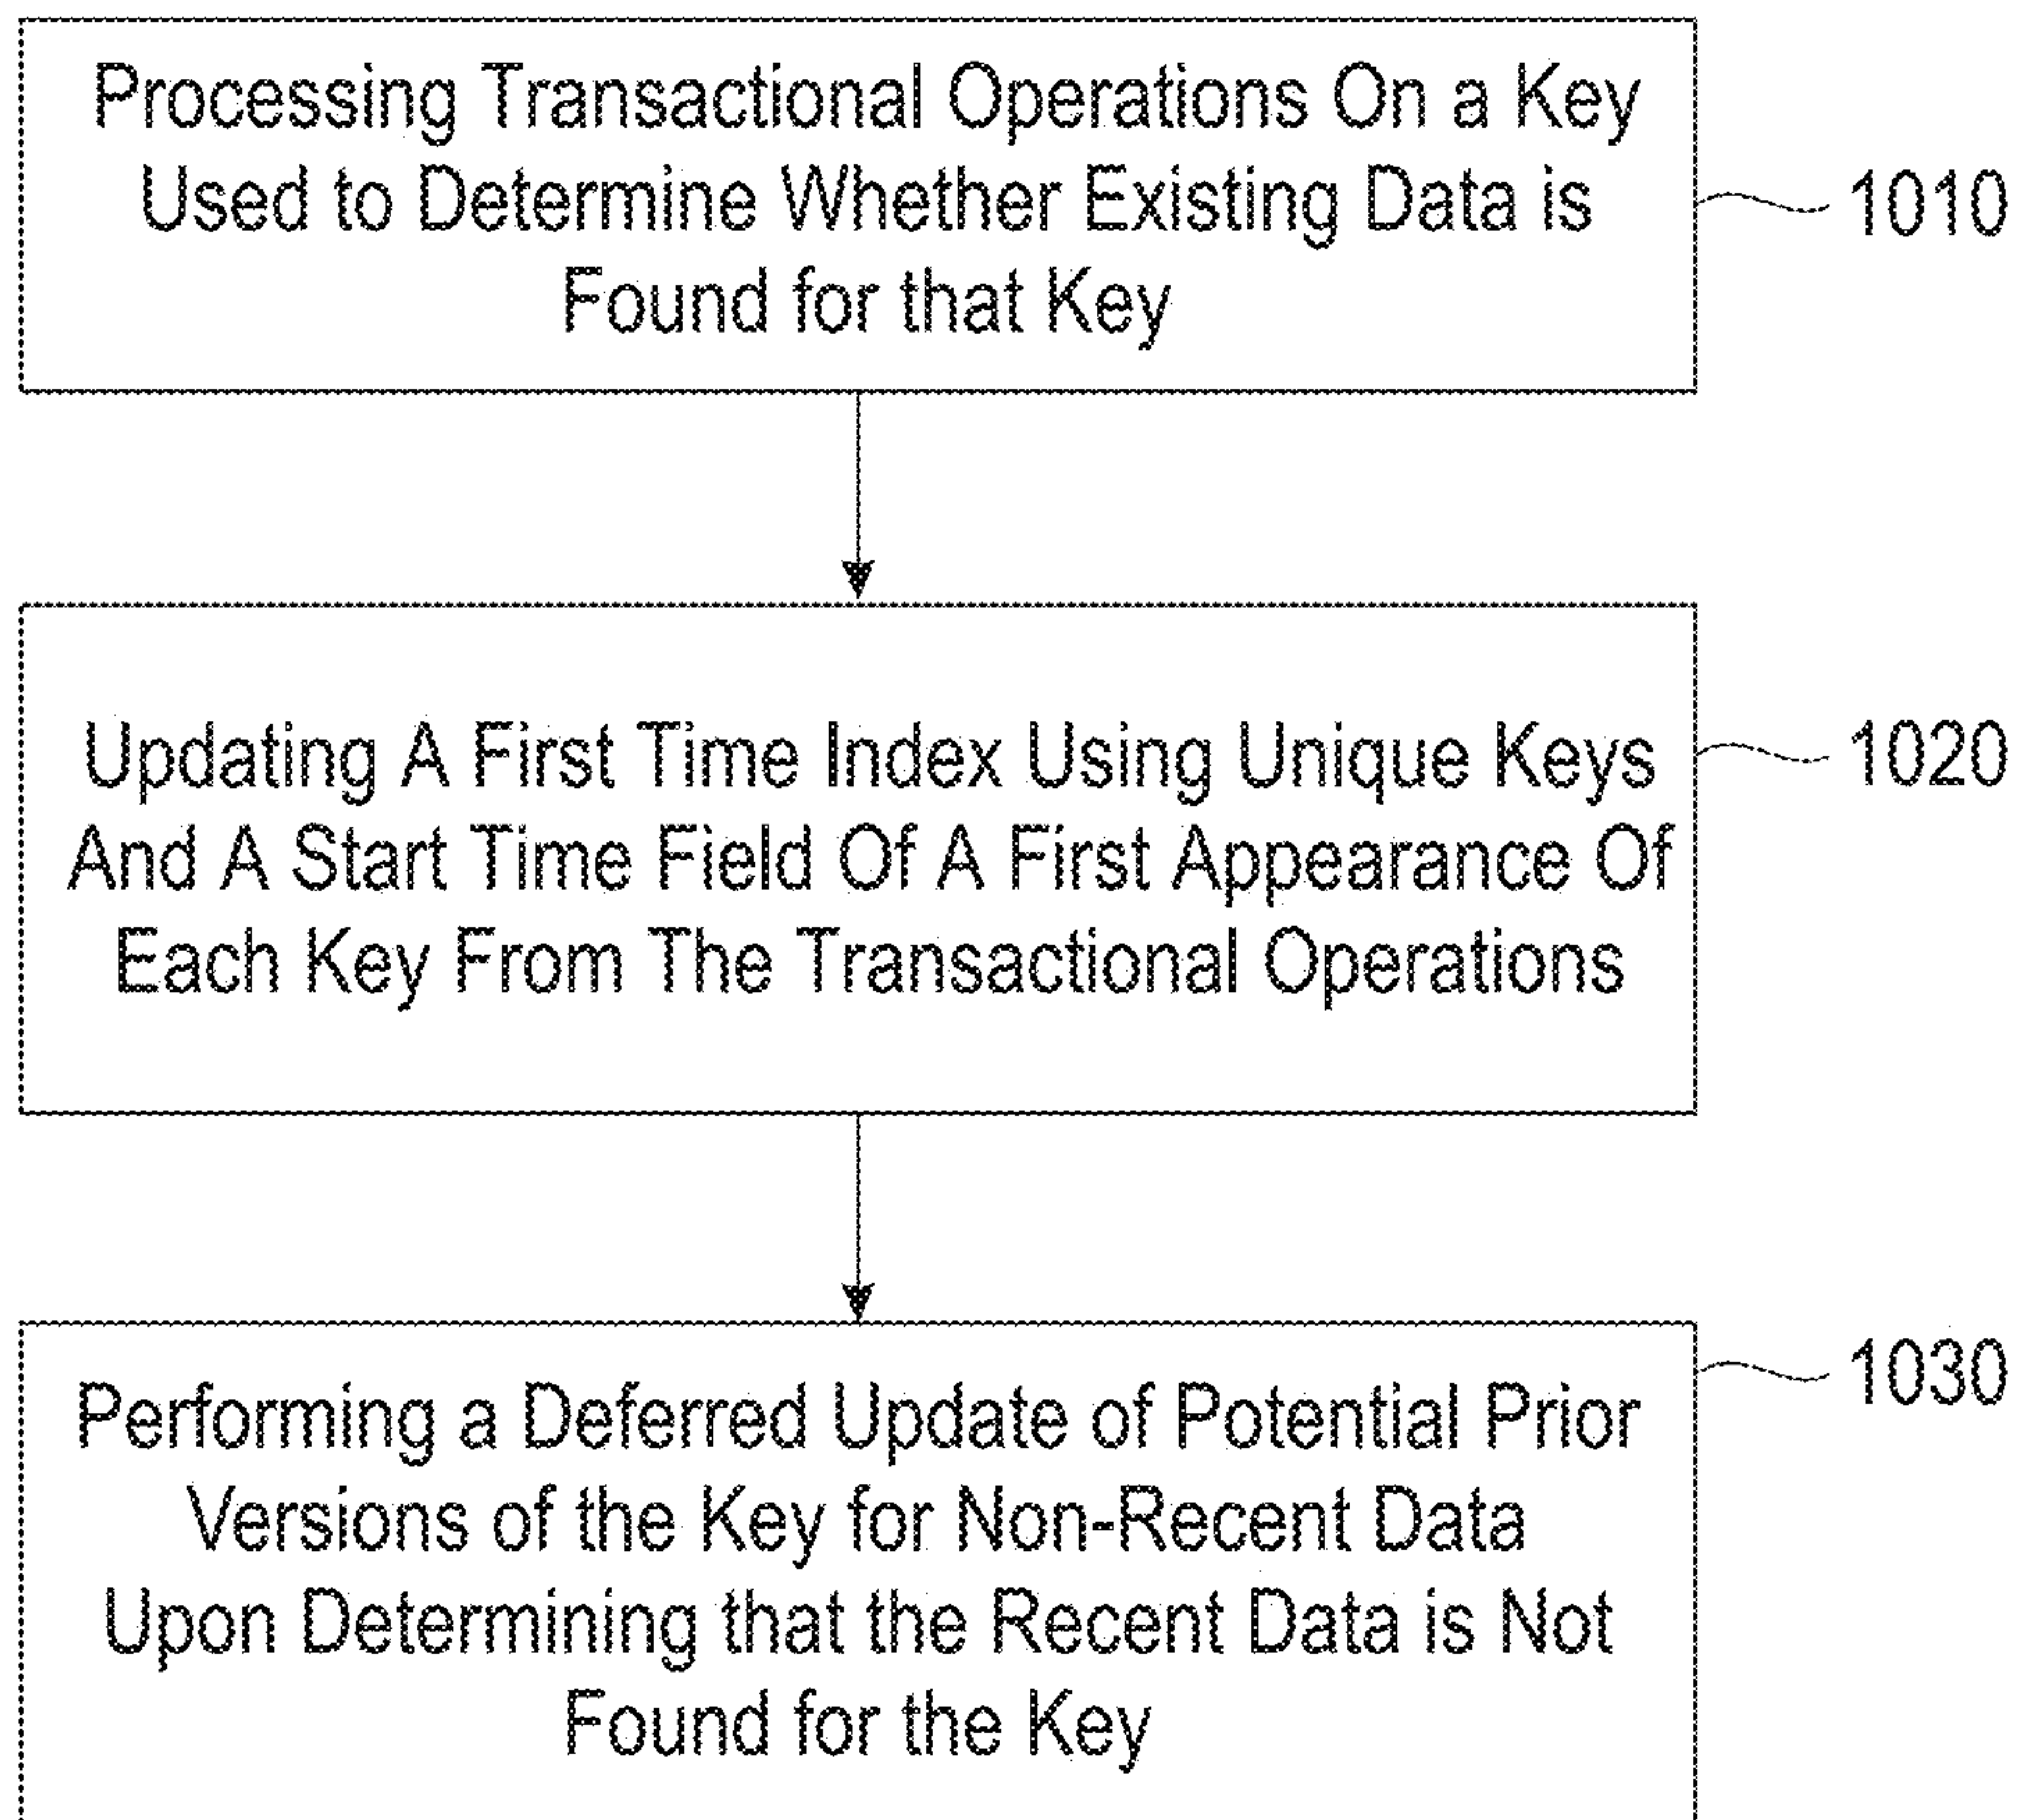 Processing Transactional Operations On a Key
Used to Determine Whether Existing Data is
Found for that Key
1010
Updating A First Time Index Using Unique Keys
And A Start Time Field Of A First Appearance Of
Each Key From The Transactional Operations
1020
Performing a Deferred Update of Potential Prior
Versions of the Key for Non-Recent Data
Upon Determining that the Recent Data is Not
Found for the Key
1030